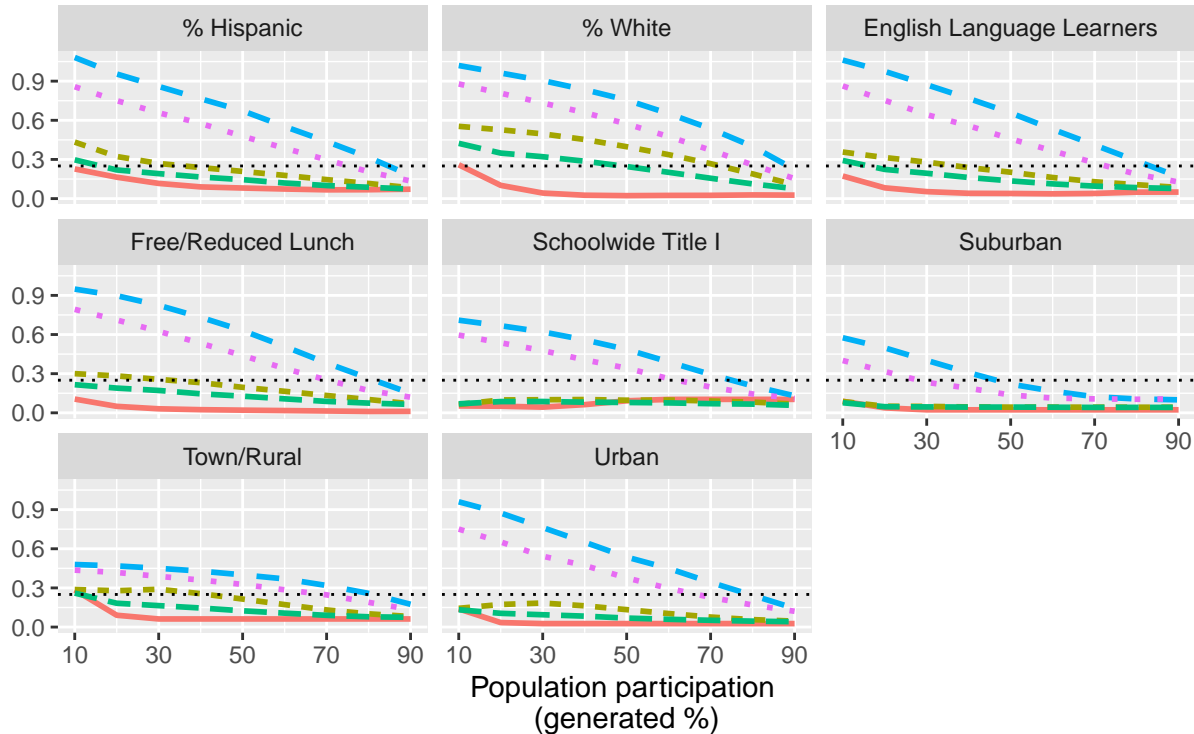 % Hispanic
% White
English Language Learners
0.9
0.6
0.3
0.0
Free/Reduced Lunch
Schoolwide Title I
Suburban
0.9
0.6
0.3
0.0
10 30 50 70 90
Town/Rural
Urban
0.9
0.6
0.3
0.0
10 30 50 70 90
10 30 50 70 90
Population participation
(generated %)